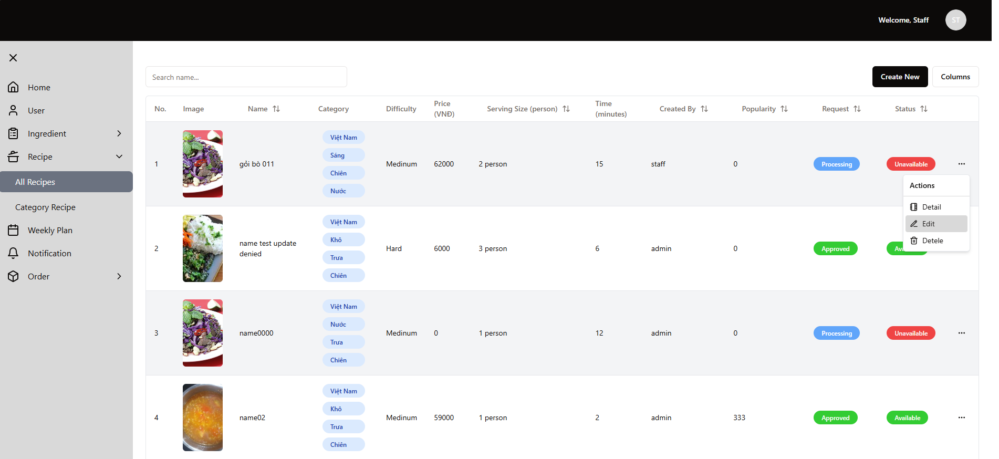 Welcome, Staff
ST
Home
User
Ingredient
Recipe
All Recipes
Category Recipe
Weekly Plan
Notification
Order
Search name...
Create New
Columns
No.
Image
Name
Category
Difficulty
Price
(VNĐ)
Serving Size (person)
Time
(minutes)
Created By
Popularity
Request
Status
1
gỏi bò 011
Việt Nam
Sáng
Chiên
Nước
Medinum
62000
2 person
15
staff
0
Processing
Unavailable
Actions
Detail
Edit
Detele
2
name test update
denied
Việt Nam
Khô
Trưa
Chiên
Hard
6000
3 person
6
admin
0
Approved
3
name0000
Việt Nam
Nước
Trưa
Chiên
Medinum
0
1 person
12
admin
0
Processing
Unavailable
4
name02
Việt Nam
Khô
Trưa
Chiên
Medinum
59000
1 person
2
admin
333
Approved
Available